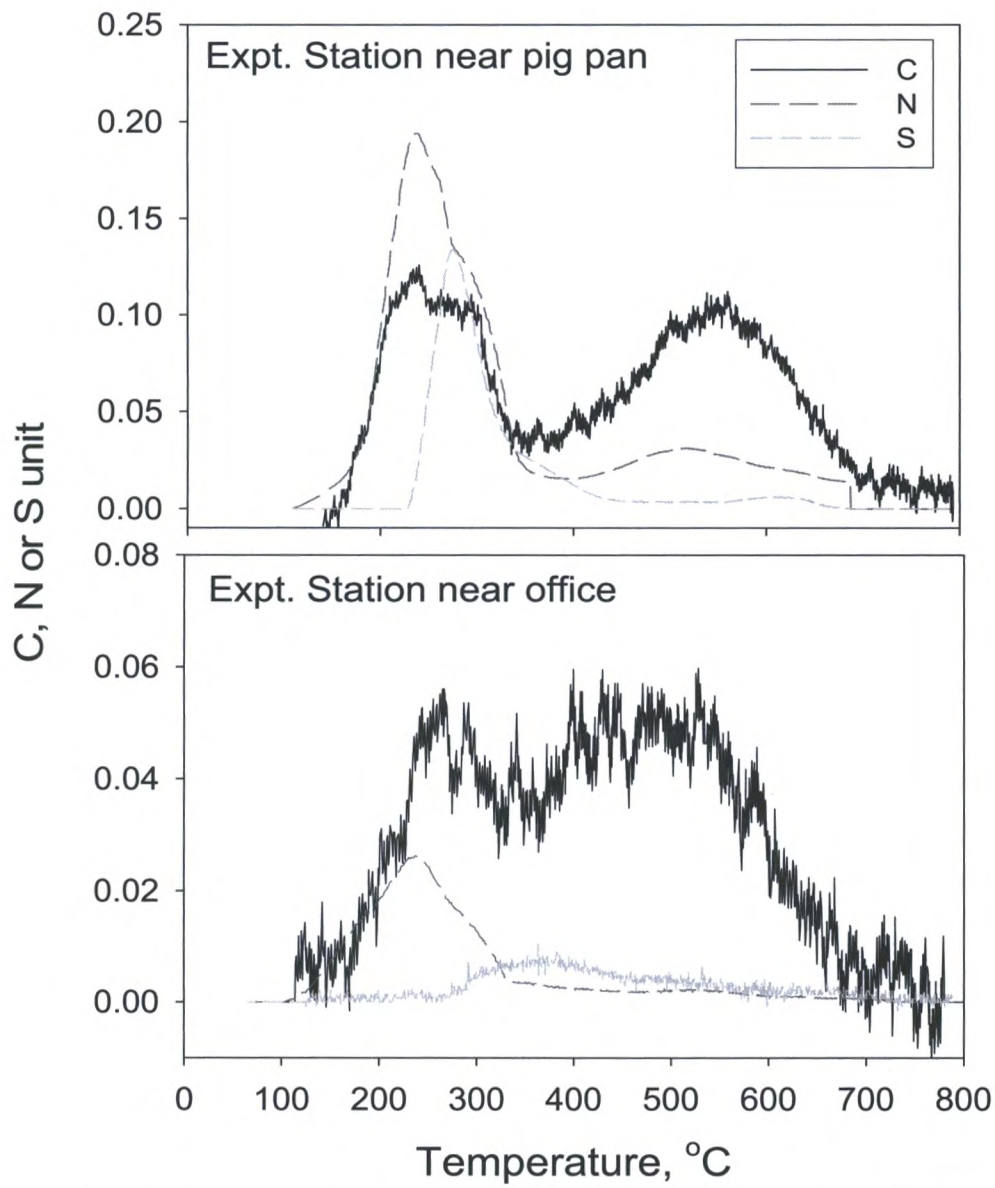 0.25
Expt. Station near pig pan
C
N
S
0.20
0.15
0.10
0.05
0.00
C, N or S unit
0.08
Expt. Station near office
0.06
0.04
0.02
0.00
0 100 200 300 400 500 600 700 800
Temperature, °C